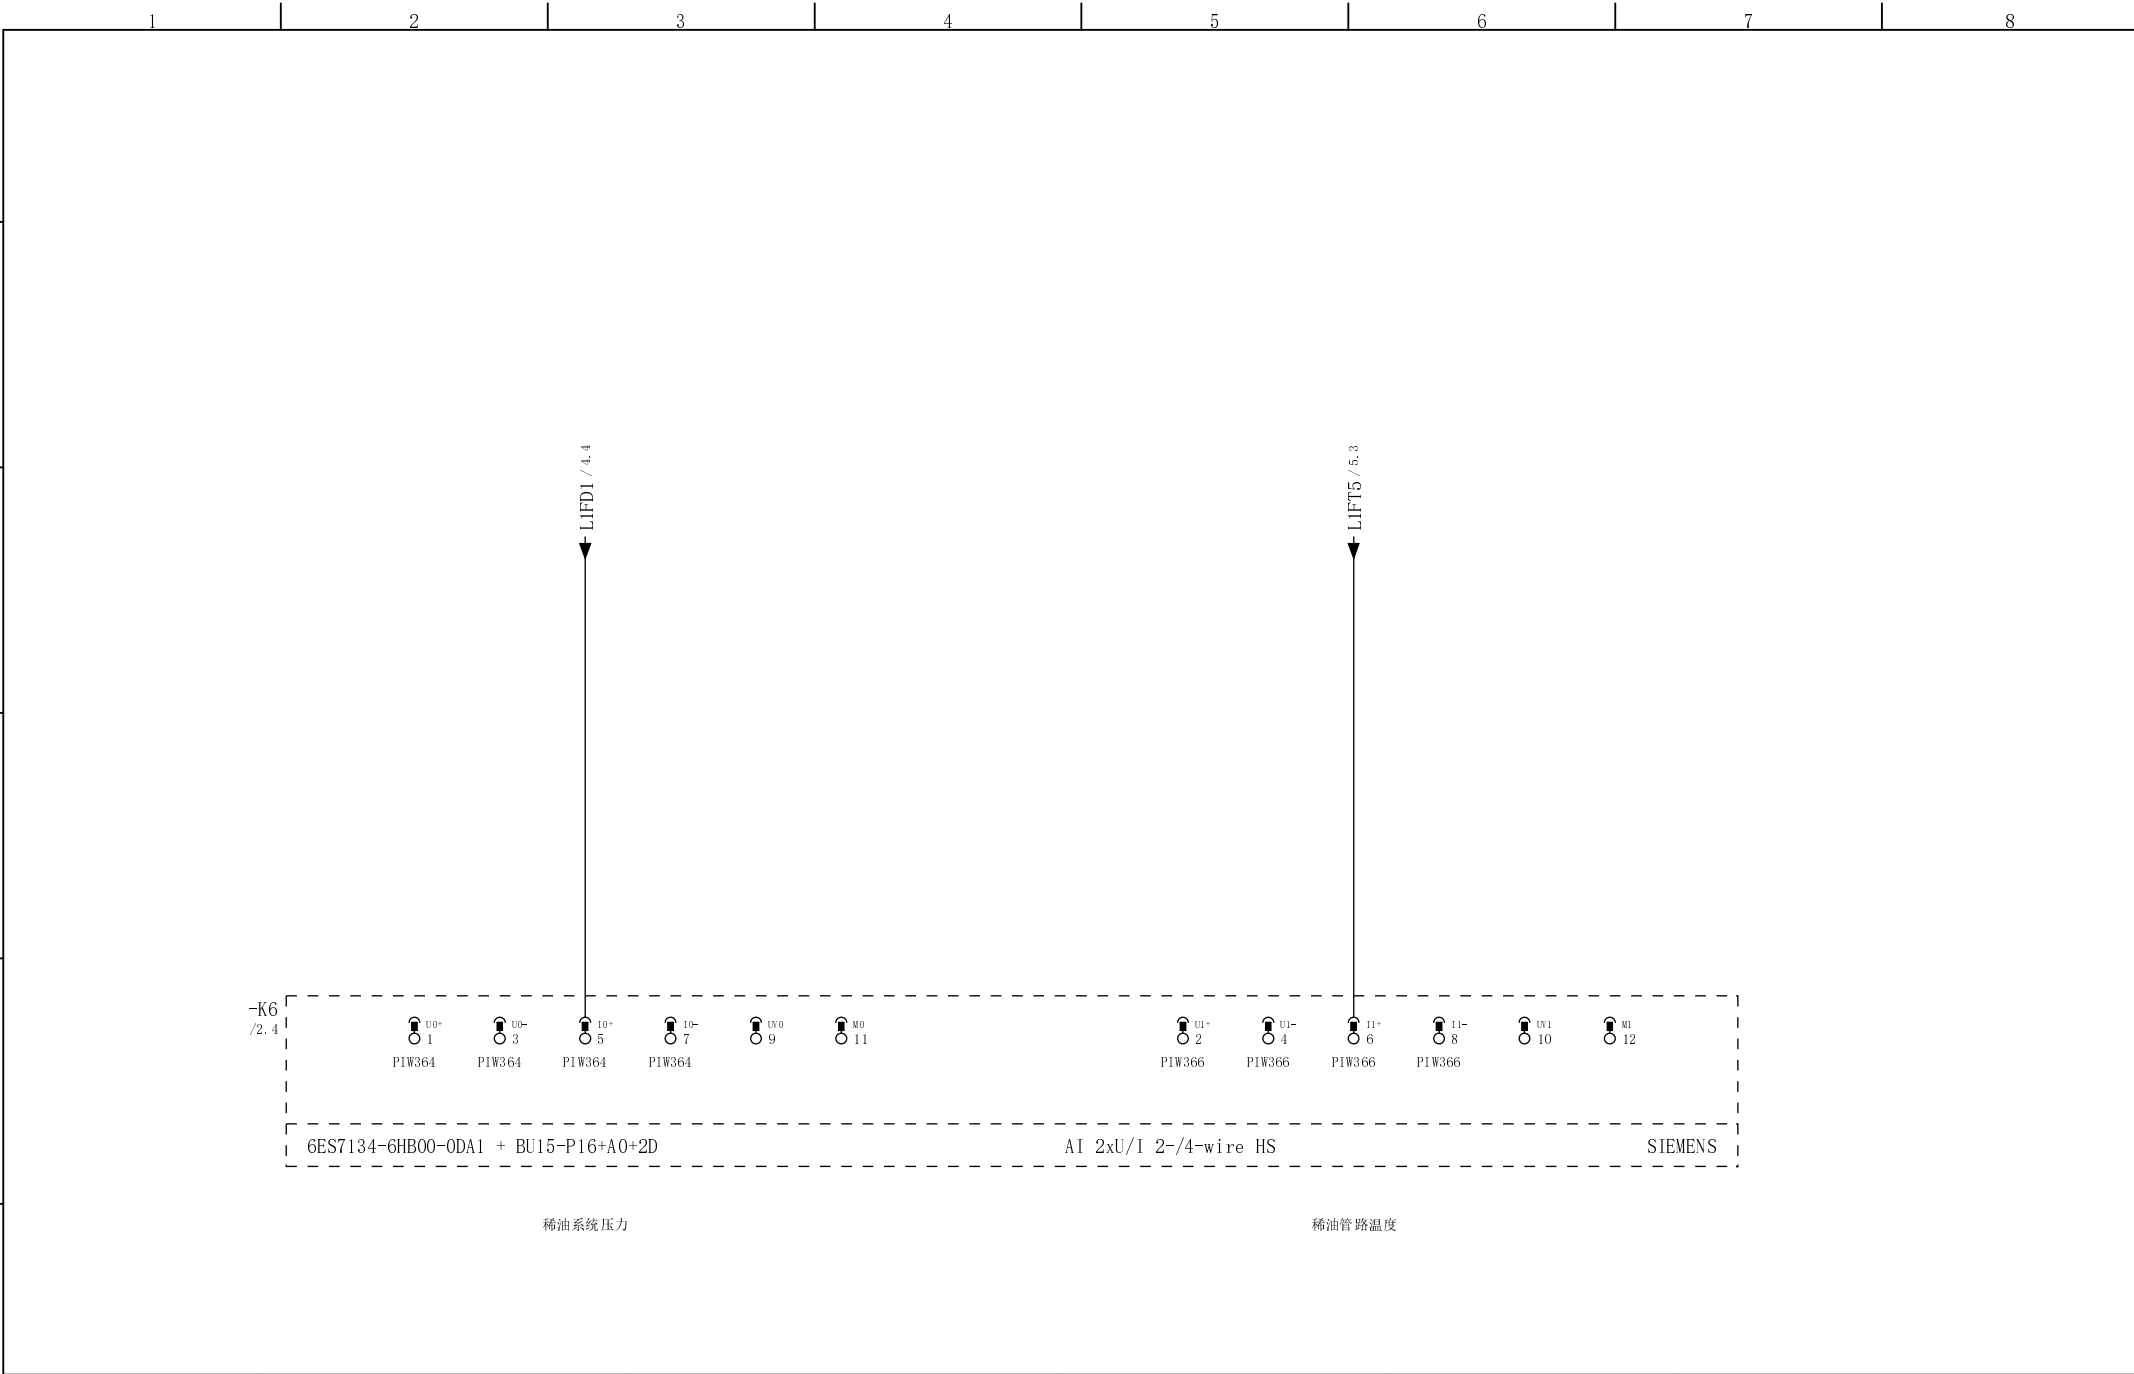 1 2 3 4 5 6 7 8
L1FD1 / 4.4
L1FT5 / 5.3
-K6
/2.4
U0+ U0- I0+ I0- UV0 M0 U1+ U1- I1+ I1- UV1 M1
1 3 5 7 9 11 2 4 6 8 10 12
PIW364 PIW364 PIW364 PIW364 PIW366 PIW366 PIW366 PIW366
6ES7134-6HB00-0DA1 + BU15-P16+A0+2D AI 2xU/I 2-/4-wire HS SIEMENS
稀油系统压力 稀油管路温度